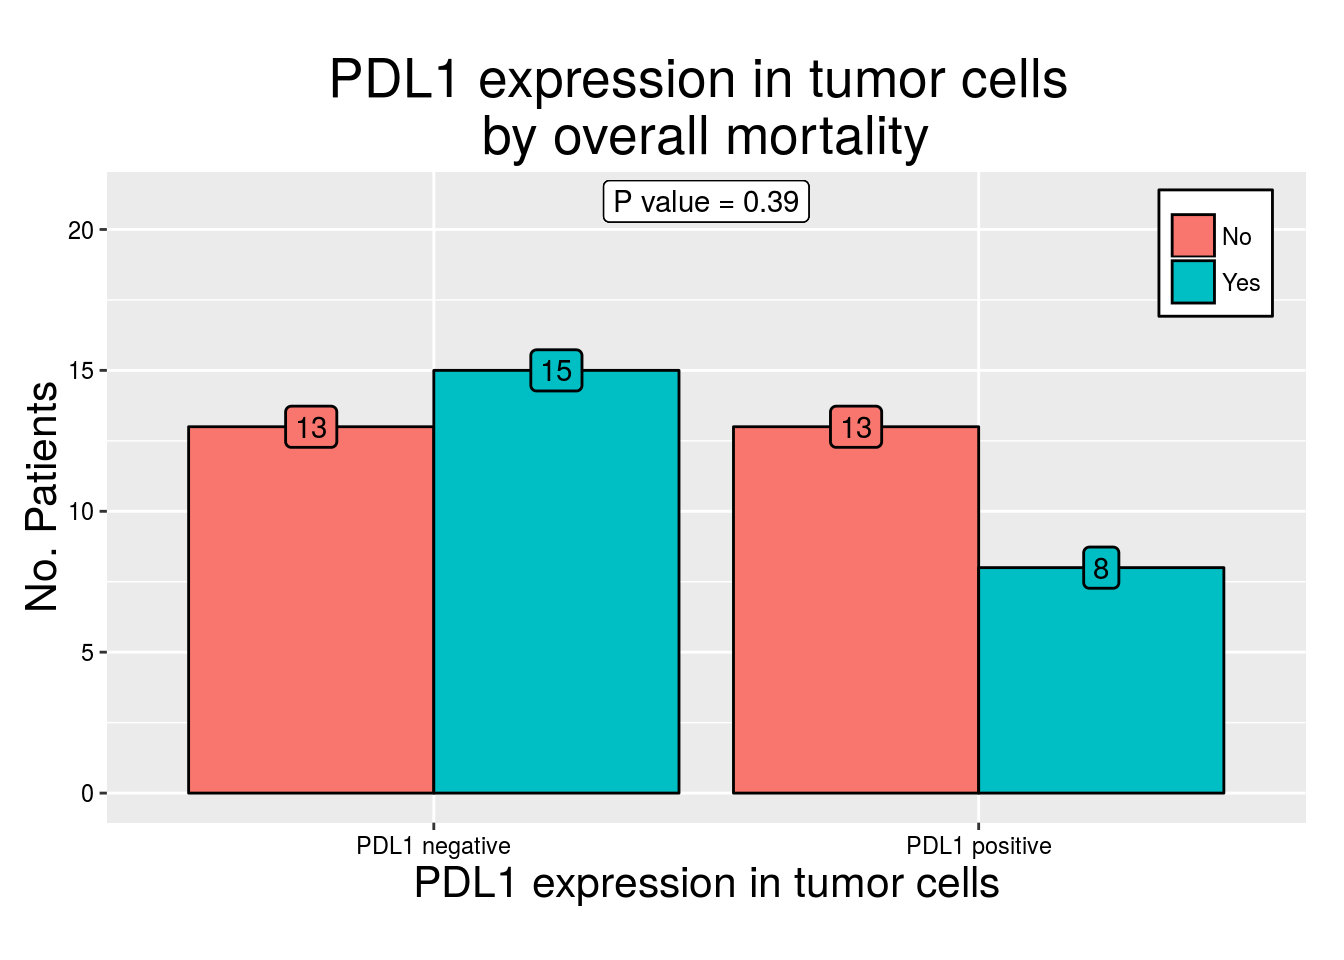 PDL1 expression in tumor cells
by overall mortality
P value = 0.39
No
Yes
No. Patients
20
15
10
5
0
13
15
13
8
PDL1 negative
PDL1 positive
PDL1 expression in tumor cells